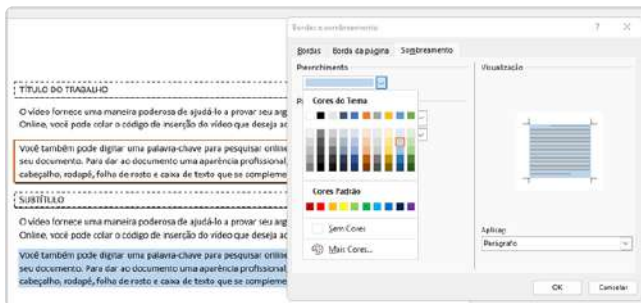 Bordas e sombreamento
? ×
Bordas Borda da página Sombreamento
Preenchimento
Visualização
Cores do Tema
P
TÍTULO DO TRABALHO
O vídeo fornece uma maneira poderosa de ajudá-lo a provar seu arg
Online, você pode colar o código de inserção do vídeo que deseja ac
Você também pode digitar uma palavra-chave para pesquisar online
seu documento. Para dar ao documento uma aparência profissional,
cabeçalho, rodapé, folha de rosto e caixa de texto que se complemen
Cores Padrão
SUBTÍTULO
Sem Cores
Mais Cores...
O vídeo fornece uma maneira poderosa de ajudá-lo a provar seu arg
Online, você pode colar o código de inserção do vídeo que deseja ac
Aplicar:
Parágrafo
Você também pode digitar uma palavra-chave para pesquisar online
seu documento. Para dar ao documento uma aparência profissional,
cabeçalho, rodapé, folha de rosto e caixa de texto que se complemen
OK Cancelar